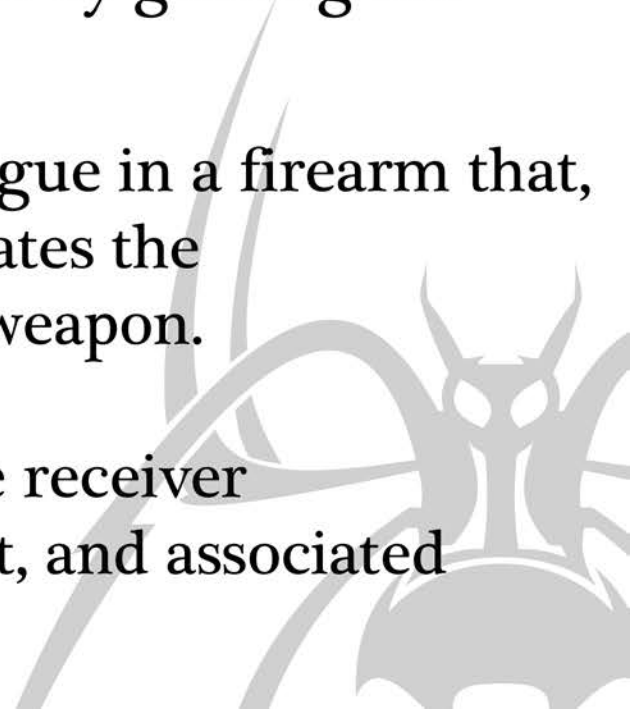 gue in a firearm that,
ates the
weapon.
receiver
t, and associated